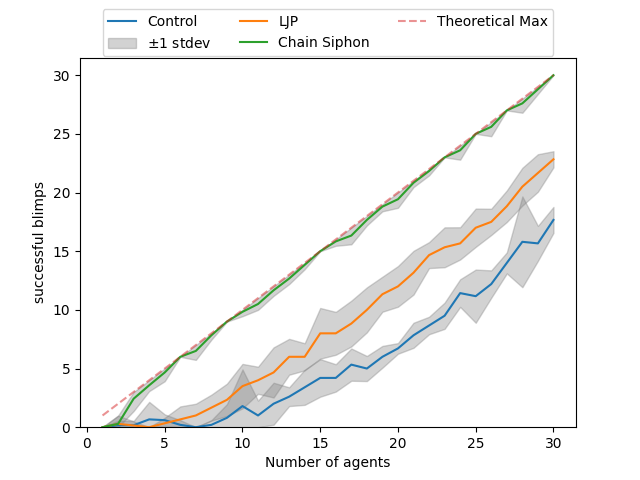 Control
LJP
Theoretical Max
±1 stdev
Chain Siphon
successful blimps
30
25
20
15
10
5
0
0 5 10 15 20 25 30
Number of agents